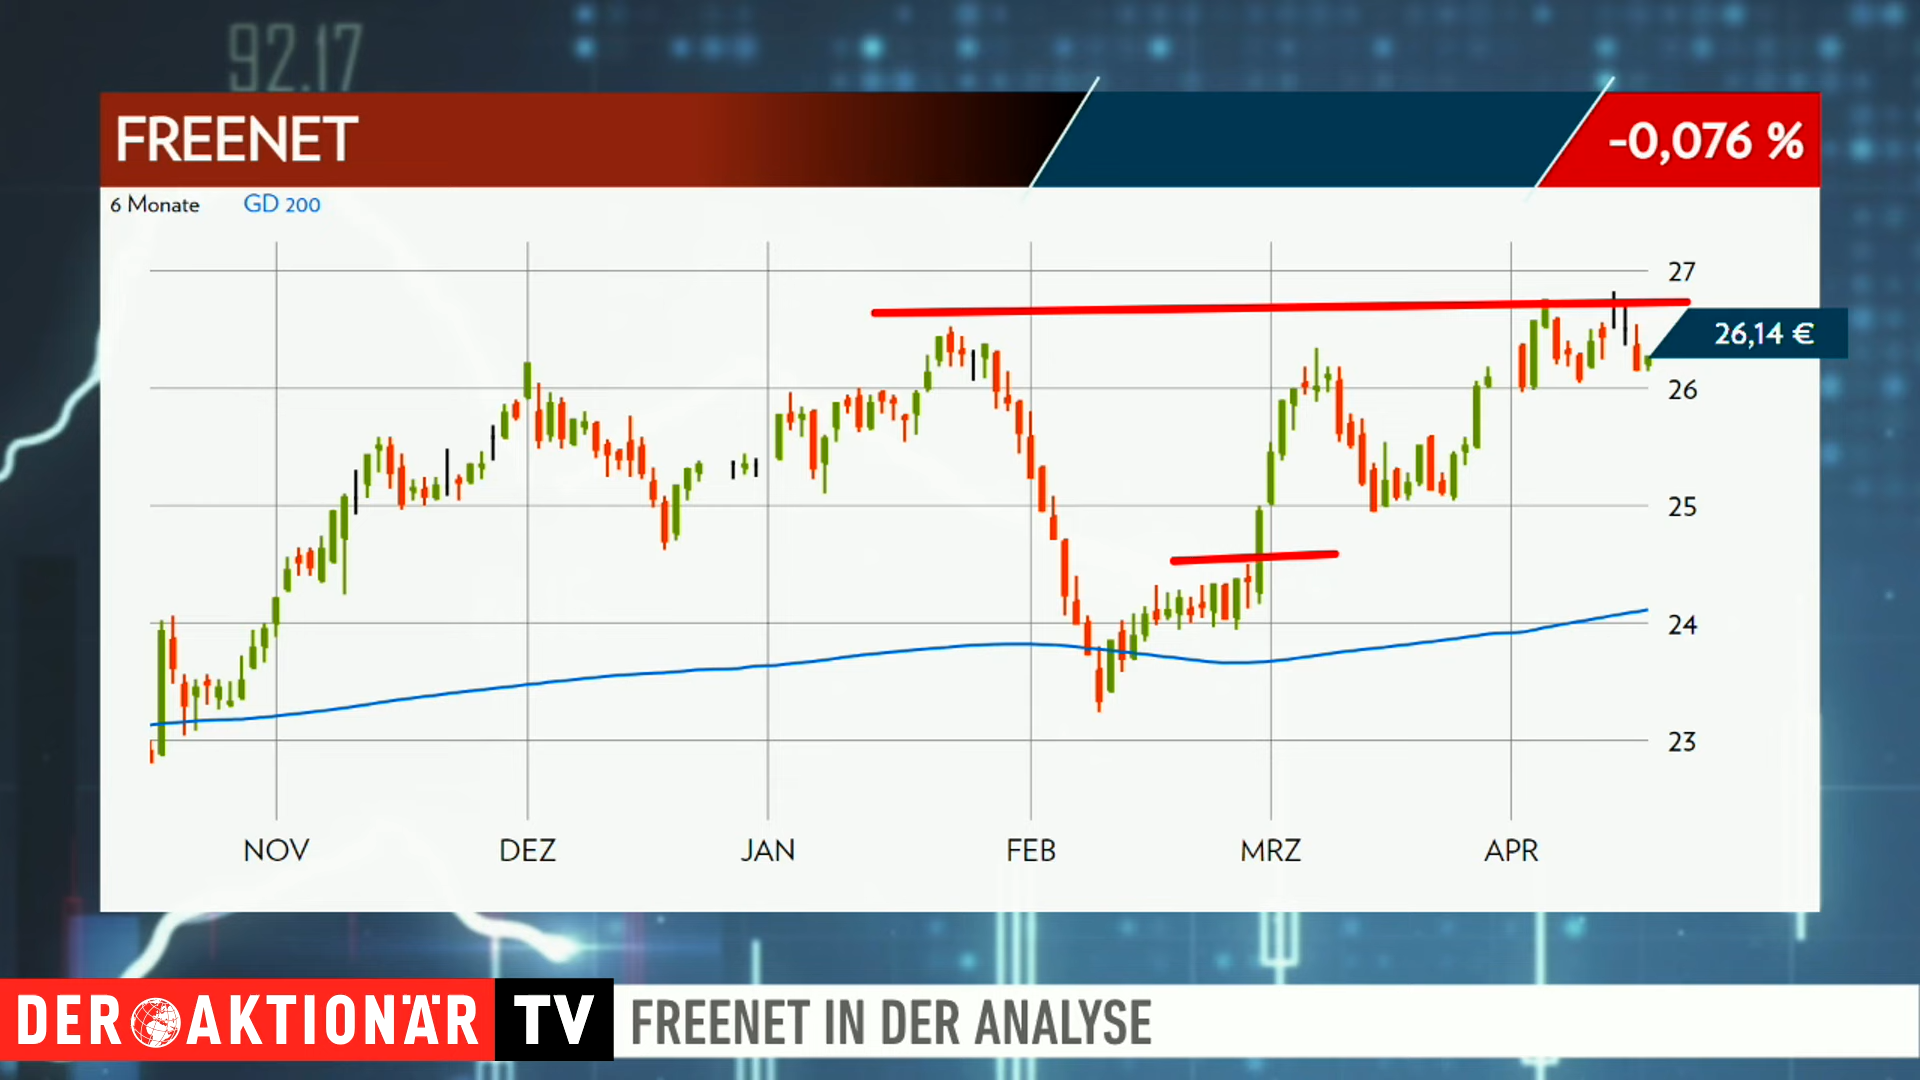 92.17
FREENET
-0,076 %
6 Monate GD 200
27
26,14 €
26
25
24
23
NOV DEZ JAN FEB MRZ APR
DER AKTIONÄR TV
FREENET IN DER ANALYSE